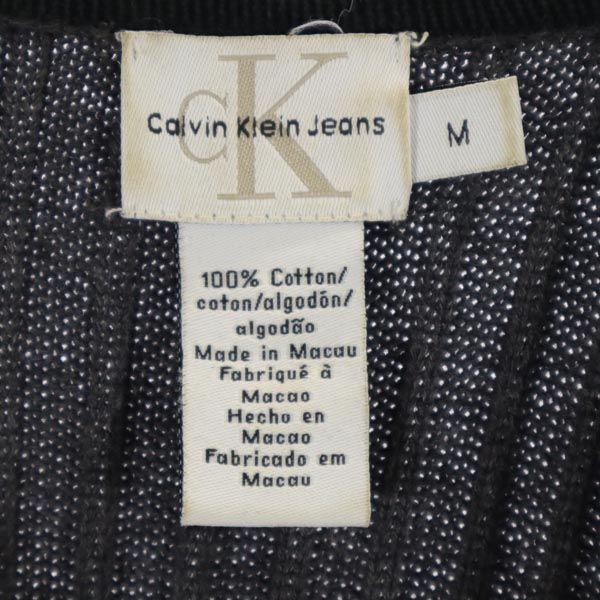 cK
Calvin Klein Jeans
M
100% Cotton/
coton/algodón/
algodão
Made in Macau
Fabriqué à
Macao
Hecho en
Macao
Fabricado em
Macau